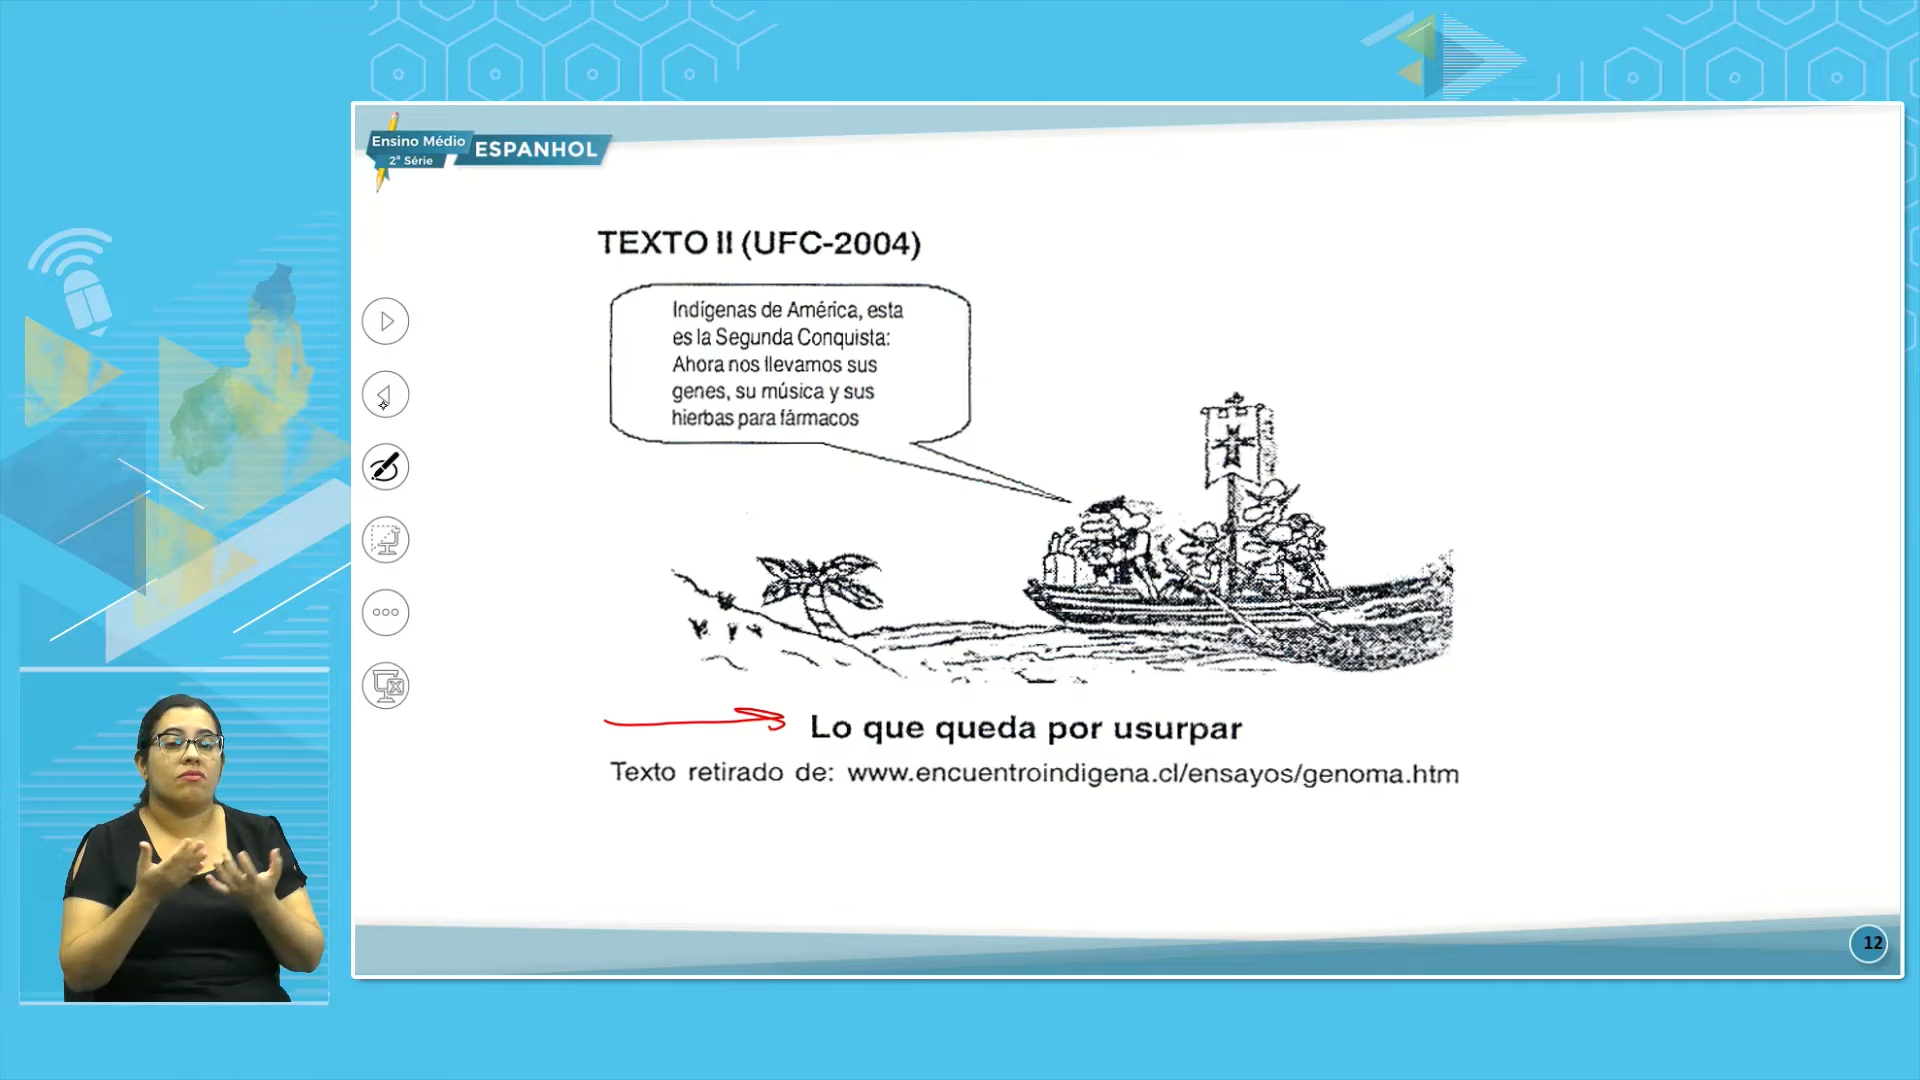 Ensino Médio
2ª Série
ESPANHOL
TEXTO II (UFC-2004)
Indígenas de América, esta
es la Segunda Conquista:
Ahora nos llevamos sus
genes, su música y sus
hierbas para fármacos
Lo que queda por usurpar
Texto retirado de: www.encuentroindigena.cl/ensayos/genoma.htm
12